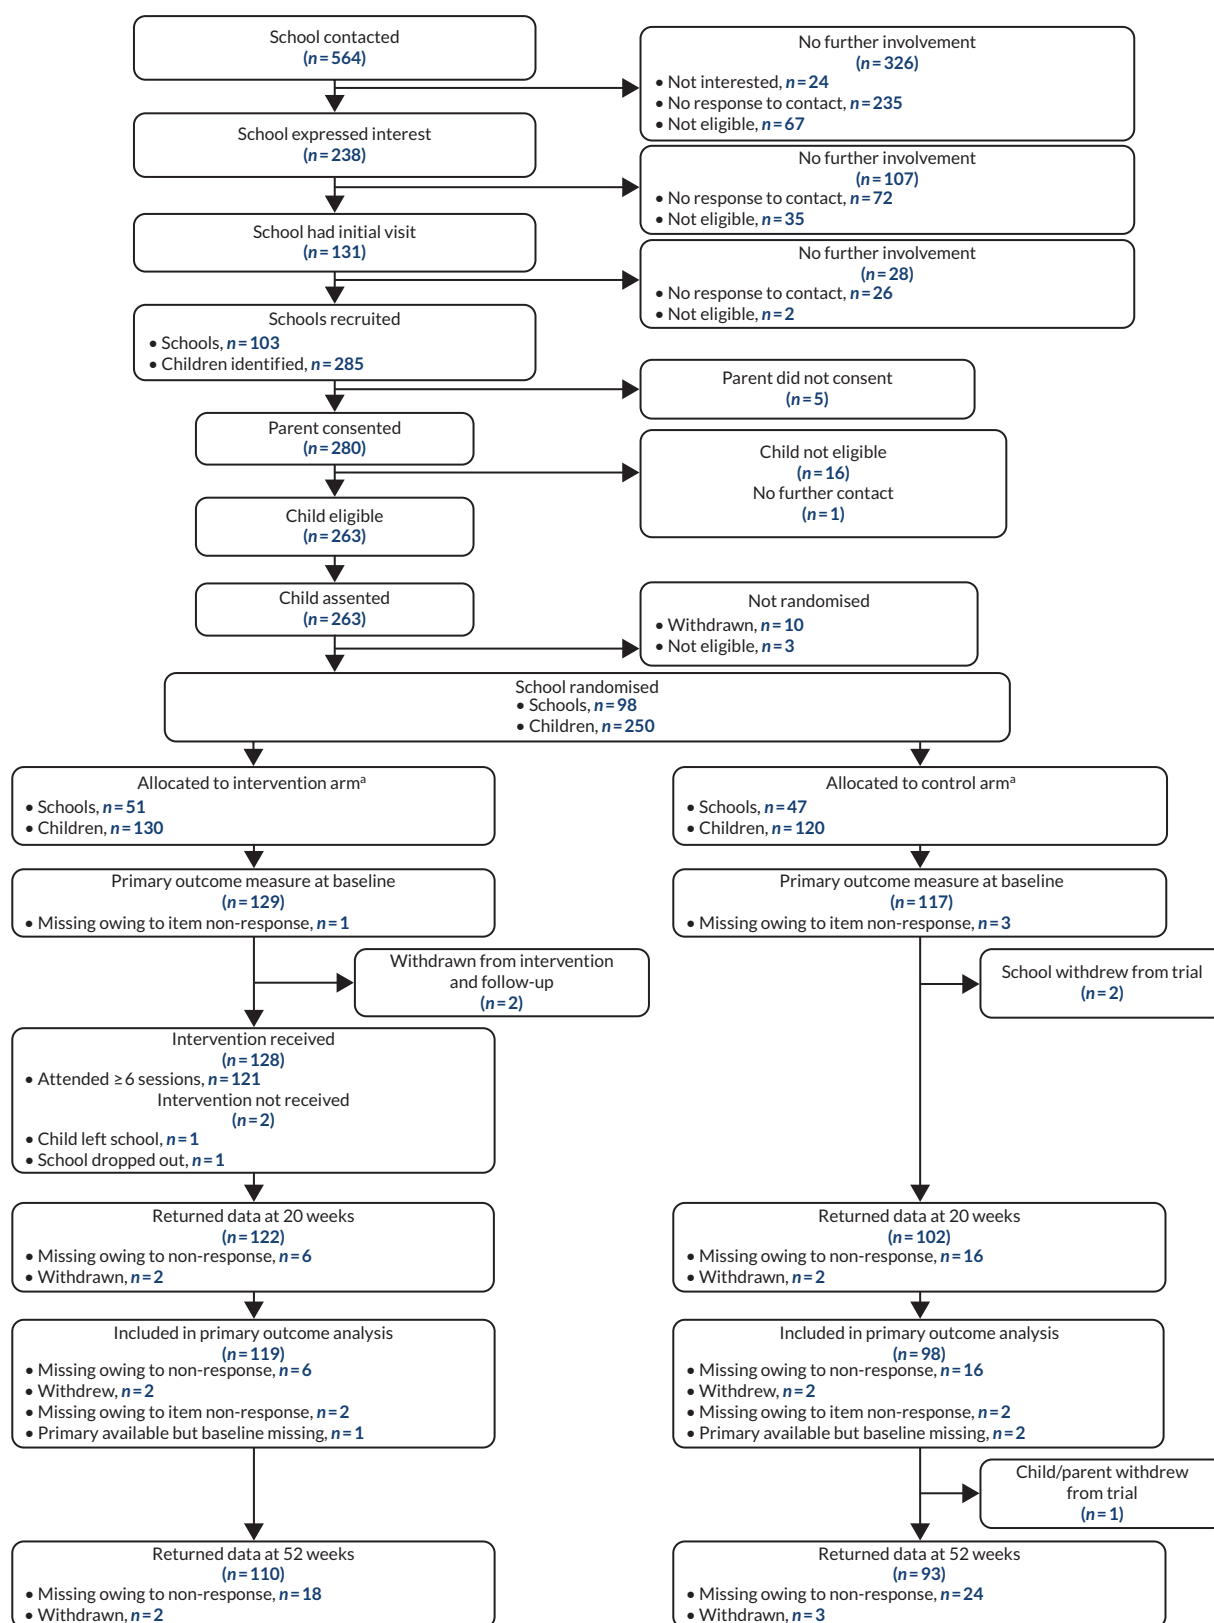 School contacted
(n=564)
No further involvement
(n=326)
• Not interested, n=24
• No response to contact, n=235
• Not eligible, n=67
School expressed interest
(n=238)
No further involvement
(n=107)
• No response to contact, n=72
• Not eligible, n=35
School had initial visit
(n=131)
No further involvement
(n=28)
• No response to contact, n=26
• Not eligible, n=2
Schools recruited
• Schools, n=103
• Children identified, n=285
Parent did not consent
(n=5)
Parent consented
(n=280)
Child not eligible
(n=16)
No further contact
(n=1)
Child eligible
(n=263)
Child assented
(n=263)
Not randomised
• Withdrawn, n=10
• Not eligible, n=3
School randomised
• Schools, n=98
• Children, n=250
Allocated to intervention armᵃ
• Schools, n=51
• Children, n=130
Allocated to control armᵃ
• Schools, n=47
• Children, n=120
Primary outcome measure at baseline
(n=129)
• Missing owing to item non-response, n=1
Primary outcome measure at baseline
(n=117)
• Missing owing to item non-response, n=3
Withdrawn from intervention
and follow-up
(n=2)
School withdrew from trial
(n=2)
Intervention received
(n=128)
• Attended ≥6 sessions, n=121
Intervention not received
(n=2)
• Child left school, n=1
• School dropped out, n=1
Returned data at 20 weeks
(n=122)
• Missing owing to non-response, n=6
• Withdrawn, n=2
Returned data at 20 weeks
(n=102)
• Missing owing to non-response, n=16
• Withdrawn, n=2
Included in primary outcome analysis
(n=119)
• Missing owing to non-response, n=6
• Withdrew, n=2
• Missing owing to item non-response, n=2
• Primary available but baseline missing, n=1
Included in primary outcome analysis
(n=98)
• Missing owing to non-response, n=16
• Withdrew, n=2
• Missing owing to item non-response, n=2
• Primary available but baseline missing, n=2
Child/parent withdrew
from trial
(n=1)
Returned data at 52 weeks
(n=110)
• Missing owing to non-response, n=18
• Withdrawn, n=2
Returned data at 52 weeks
(n=93)
• Missing owing to non-response, n=24
• Withdrawn, n=3